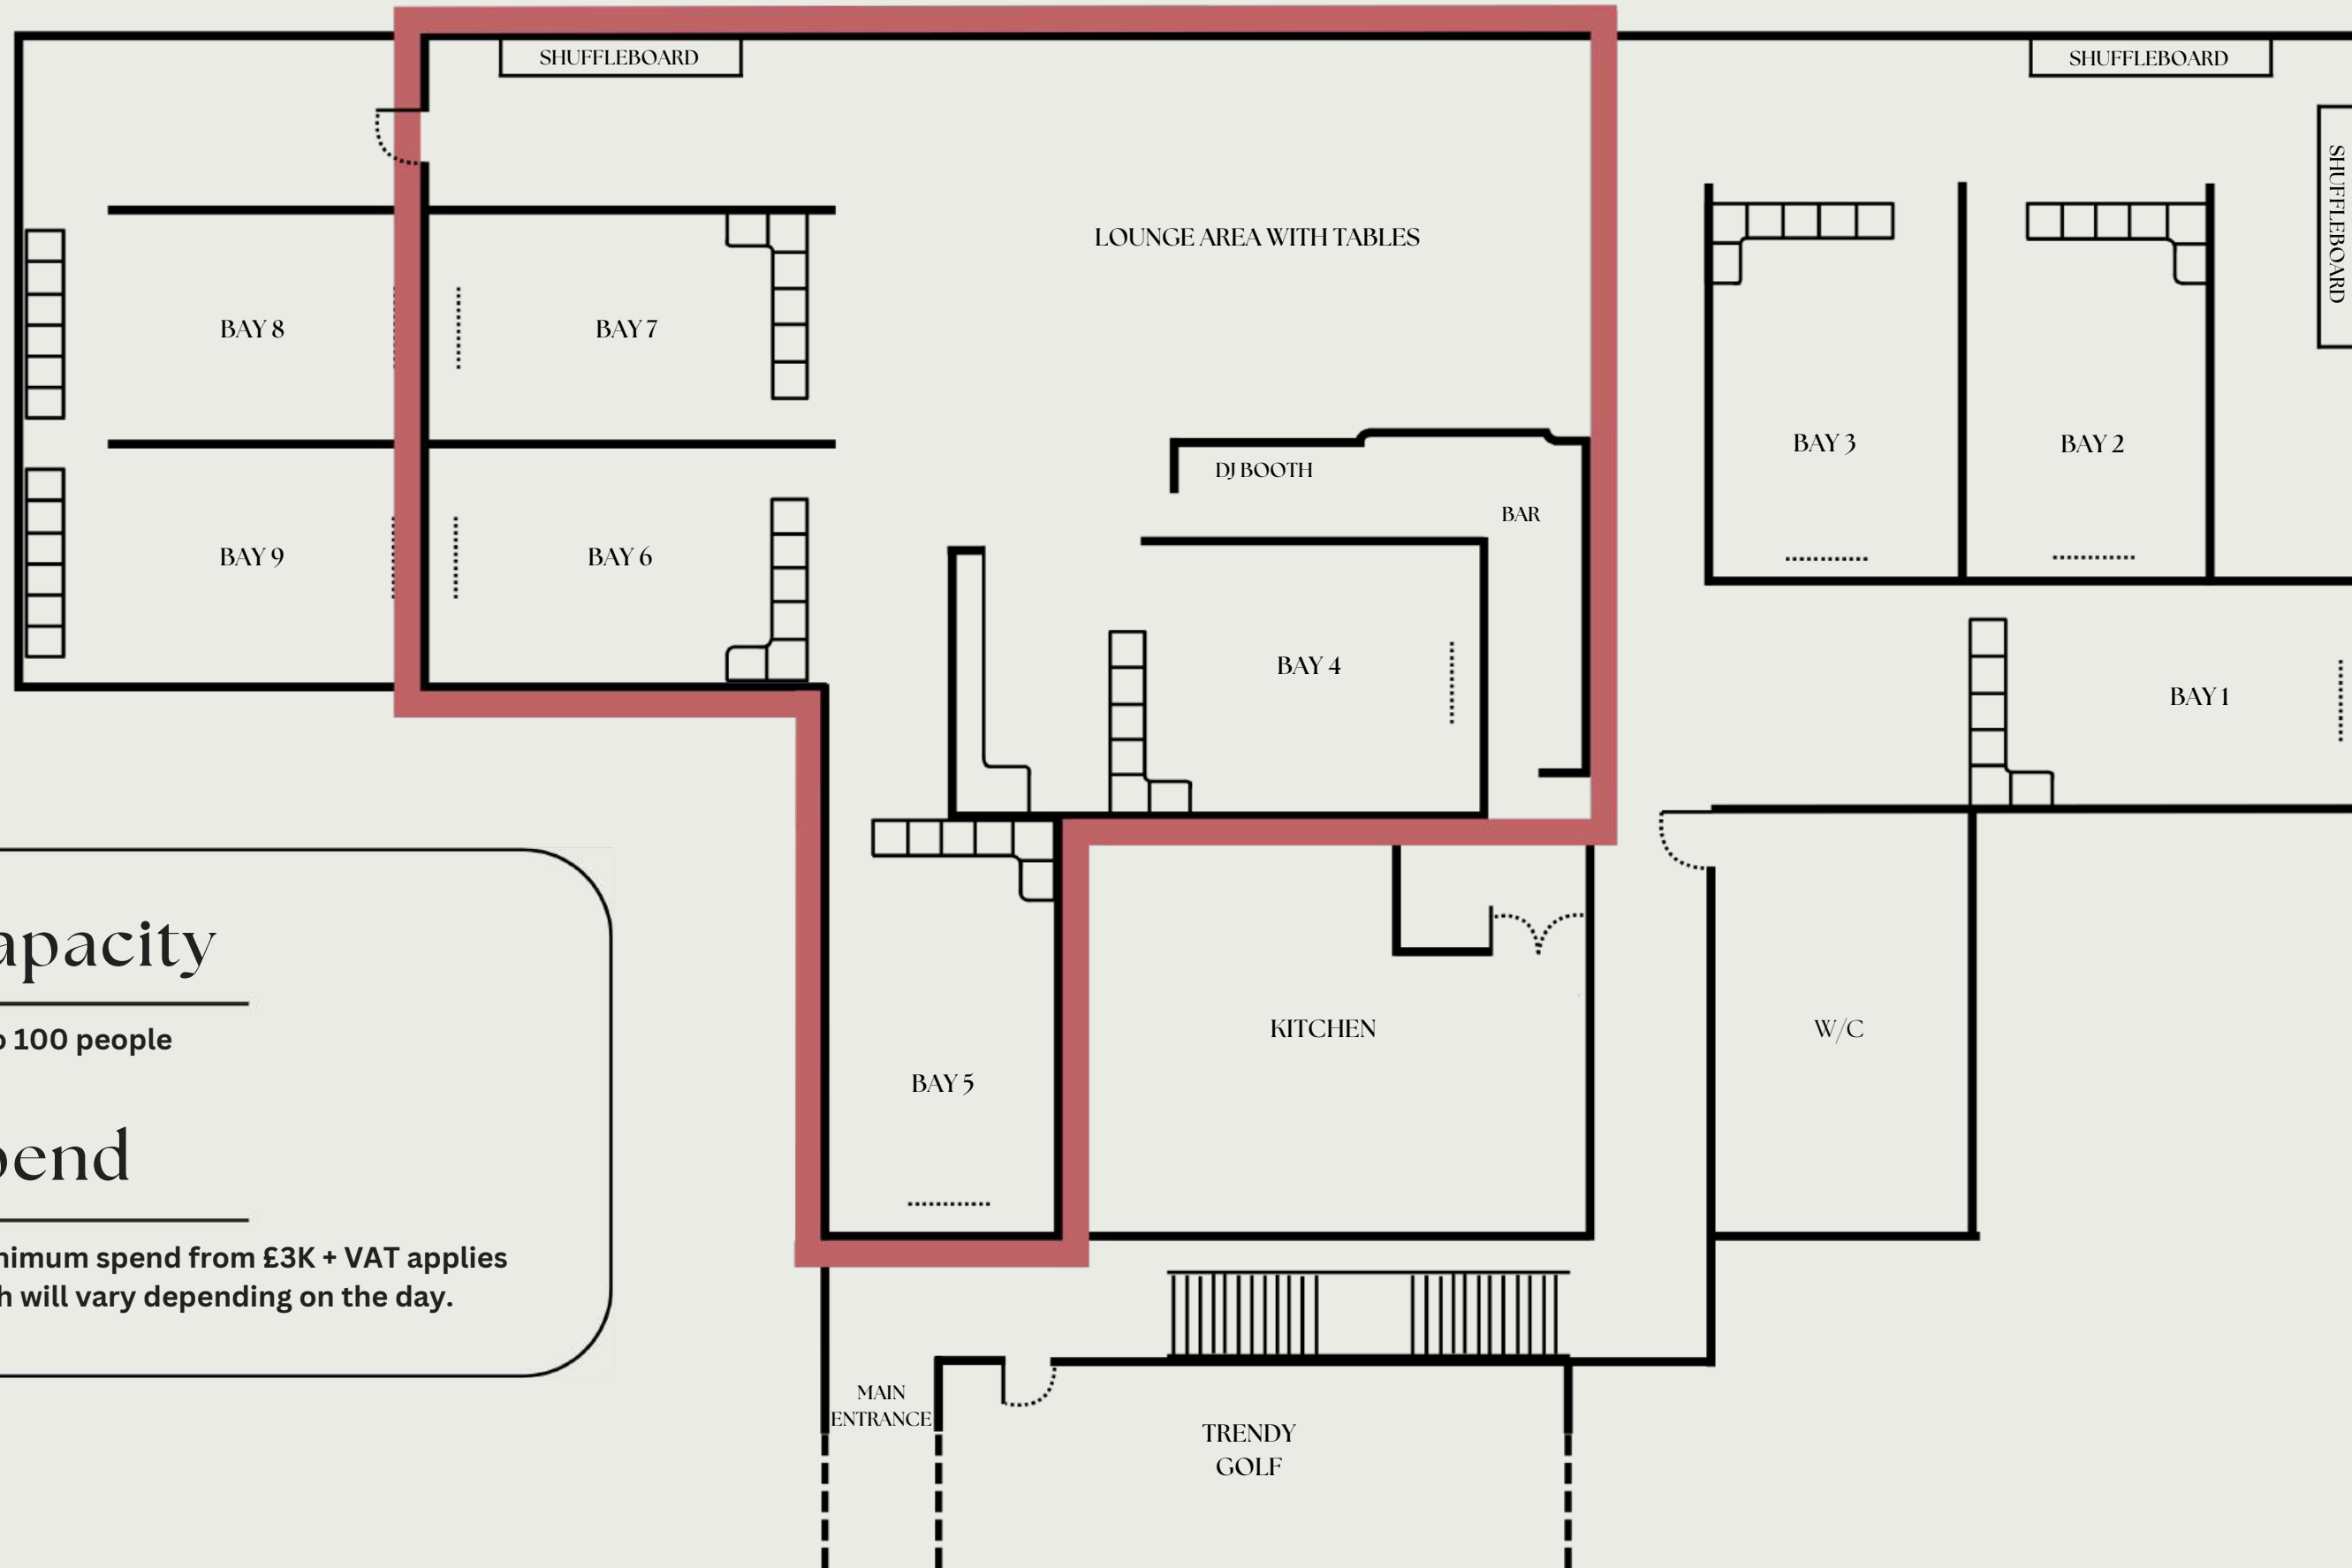 SHUFFLEBOARD
SHUFFLEBOARD
SHUFFLEBOARD
LOUNGE AREA WITH TABLES
BAY 8
BAY 7
BAY 3
BAY 2
DJ BOOTH
BAR
BAY 9
BAY 6
BAY 4
BAY 1
apacity
100 people
KITCHEN
W/C
BAY 5
pend
nimum spend from £3K + VAT applies
h will vary depending on the day.
MAIN
ENTRANCE
TRENDY
GOLF